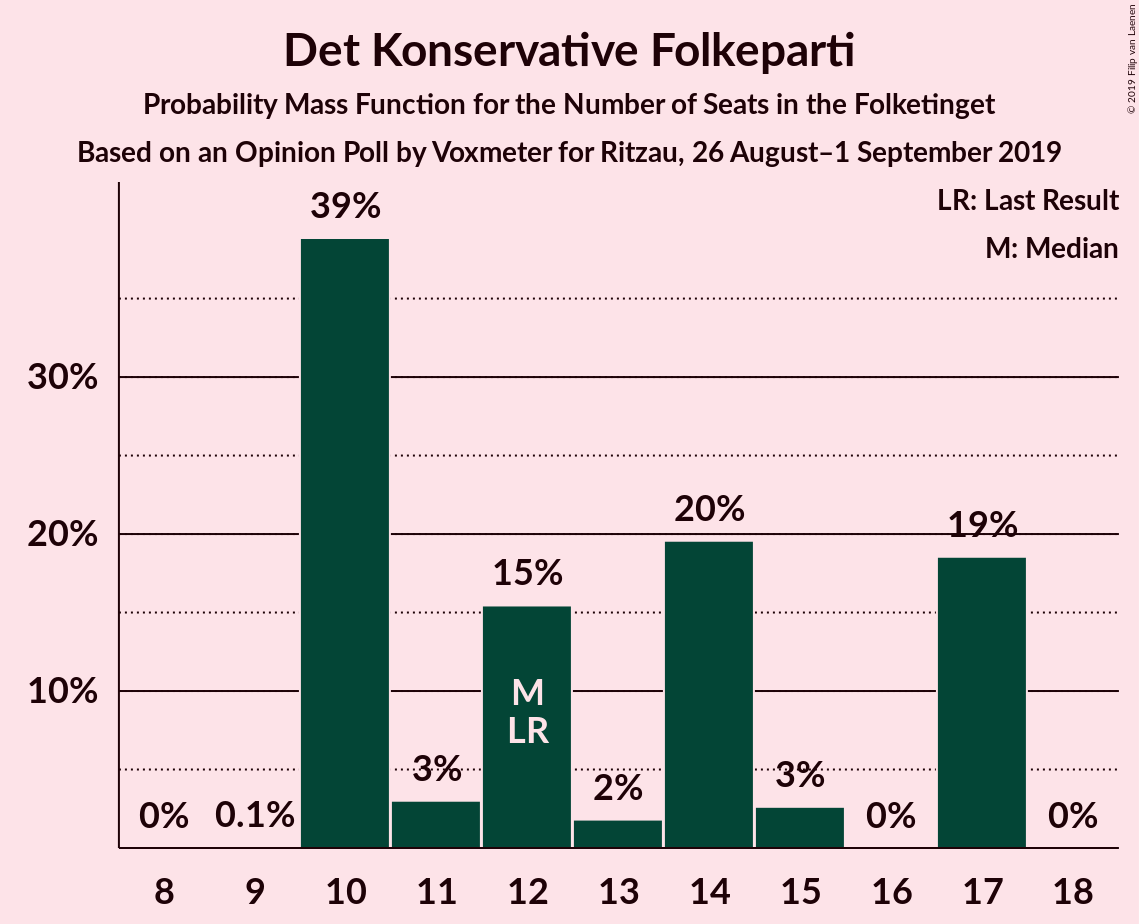 Det Konservative Folkeparti
Probability Mass Function for the Number of Seats in the Folketinget
Based on an Opinion Poll by Voxmeter for Ritzau, 26 August–1 September 2019
© 2019 Filip van Laenen
LR: Last Result
M: Median
39%
30%
20%
19%
20%
15%
10%
M
LR
3%
3%
2%
0%
0.1%
0%
0%
8 9 10 11 12 13 14 15 16 17 18